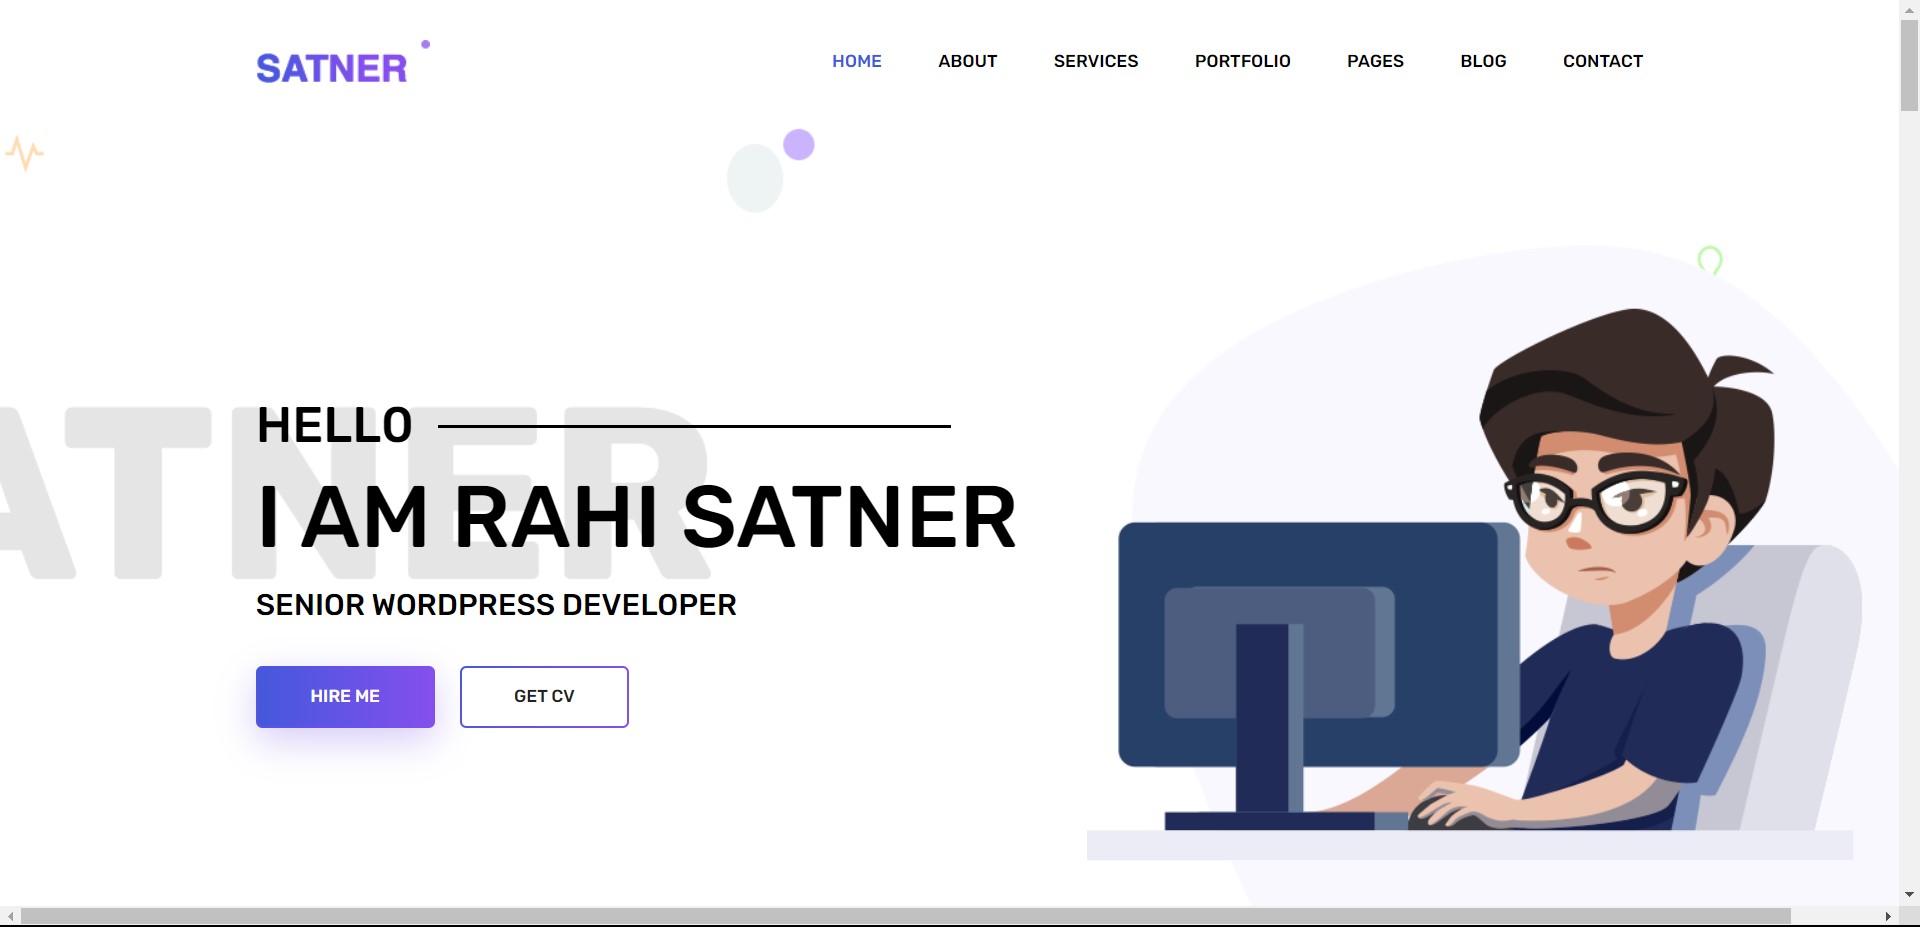 SATNER
HOME ABOUT SERVICES PORTFOLIO PAGES BLOG CONTACT
ATNER
HELLO
I AM RAHI SATNER
SENIOR WORDPRESS DEVELOPER
HIRE ME GET CV